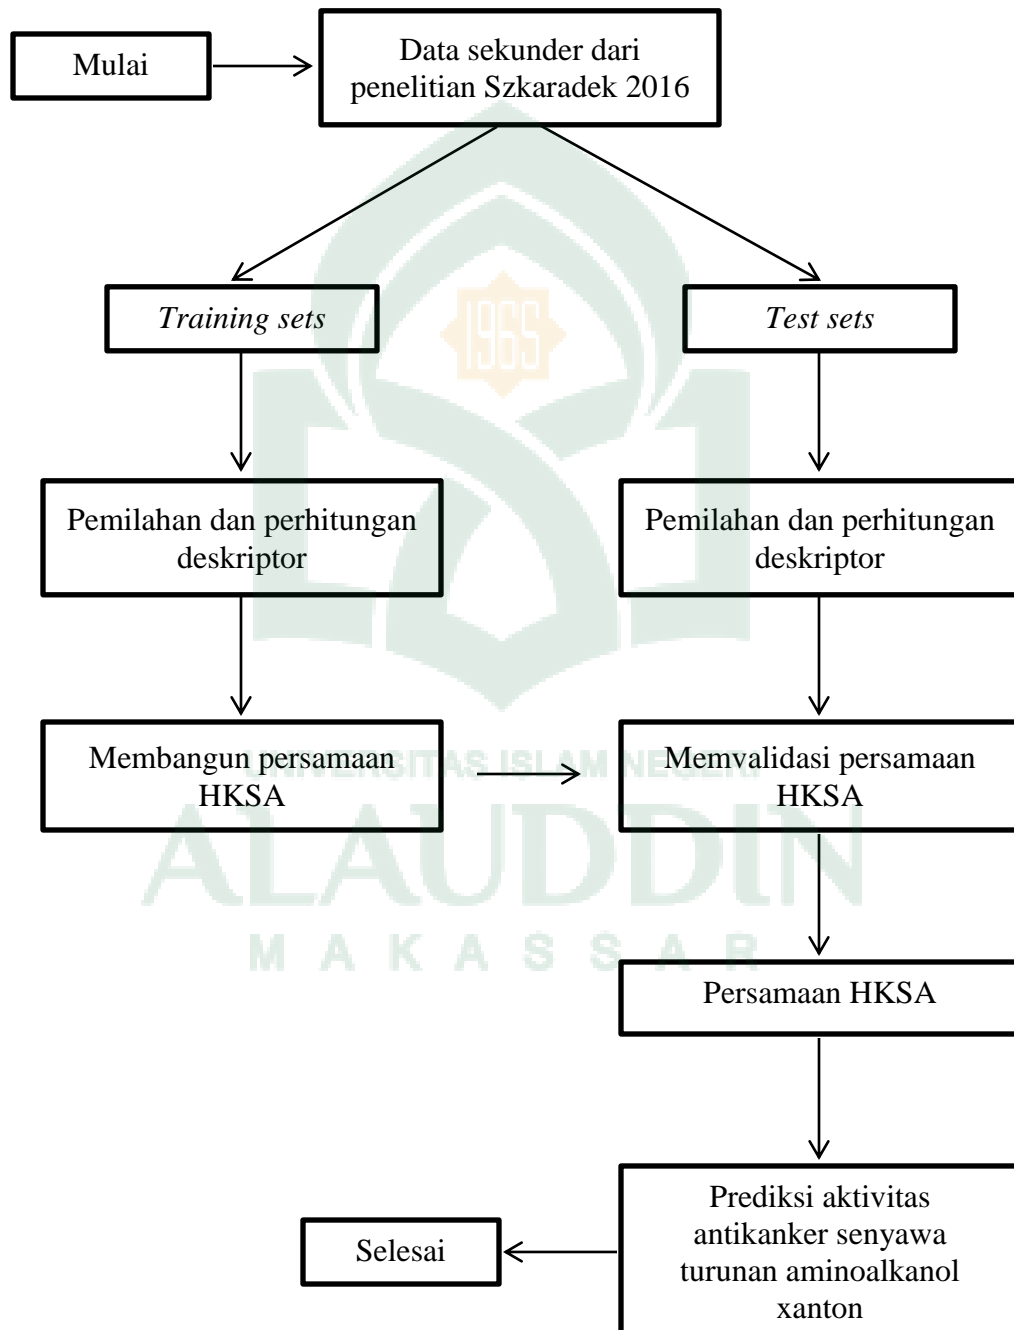 Mulai
Data sekunder dari
penelitian Szkaradek 2016
Training sets
Test sets
1965
Pemilahan dan perhitungan
deskriptor
Pemilahan dan perhitungan
deskriptor
Membangun persamaan
HKSA
Memvalidasi persamaan
HKSA
UNIVERSITAS ISLAM NEGERI
ALAUDDIN
MAKASSAR
Persamaan HKSA
Prediksi aktivitas
antikanker senyawa
turunan aminoalkanol
xanton
Selesai